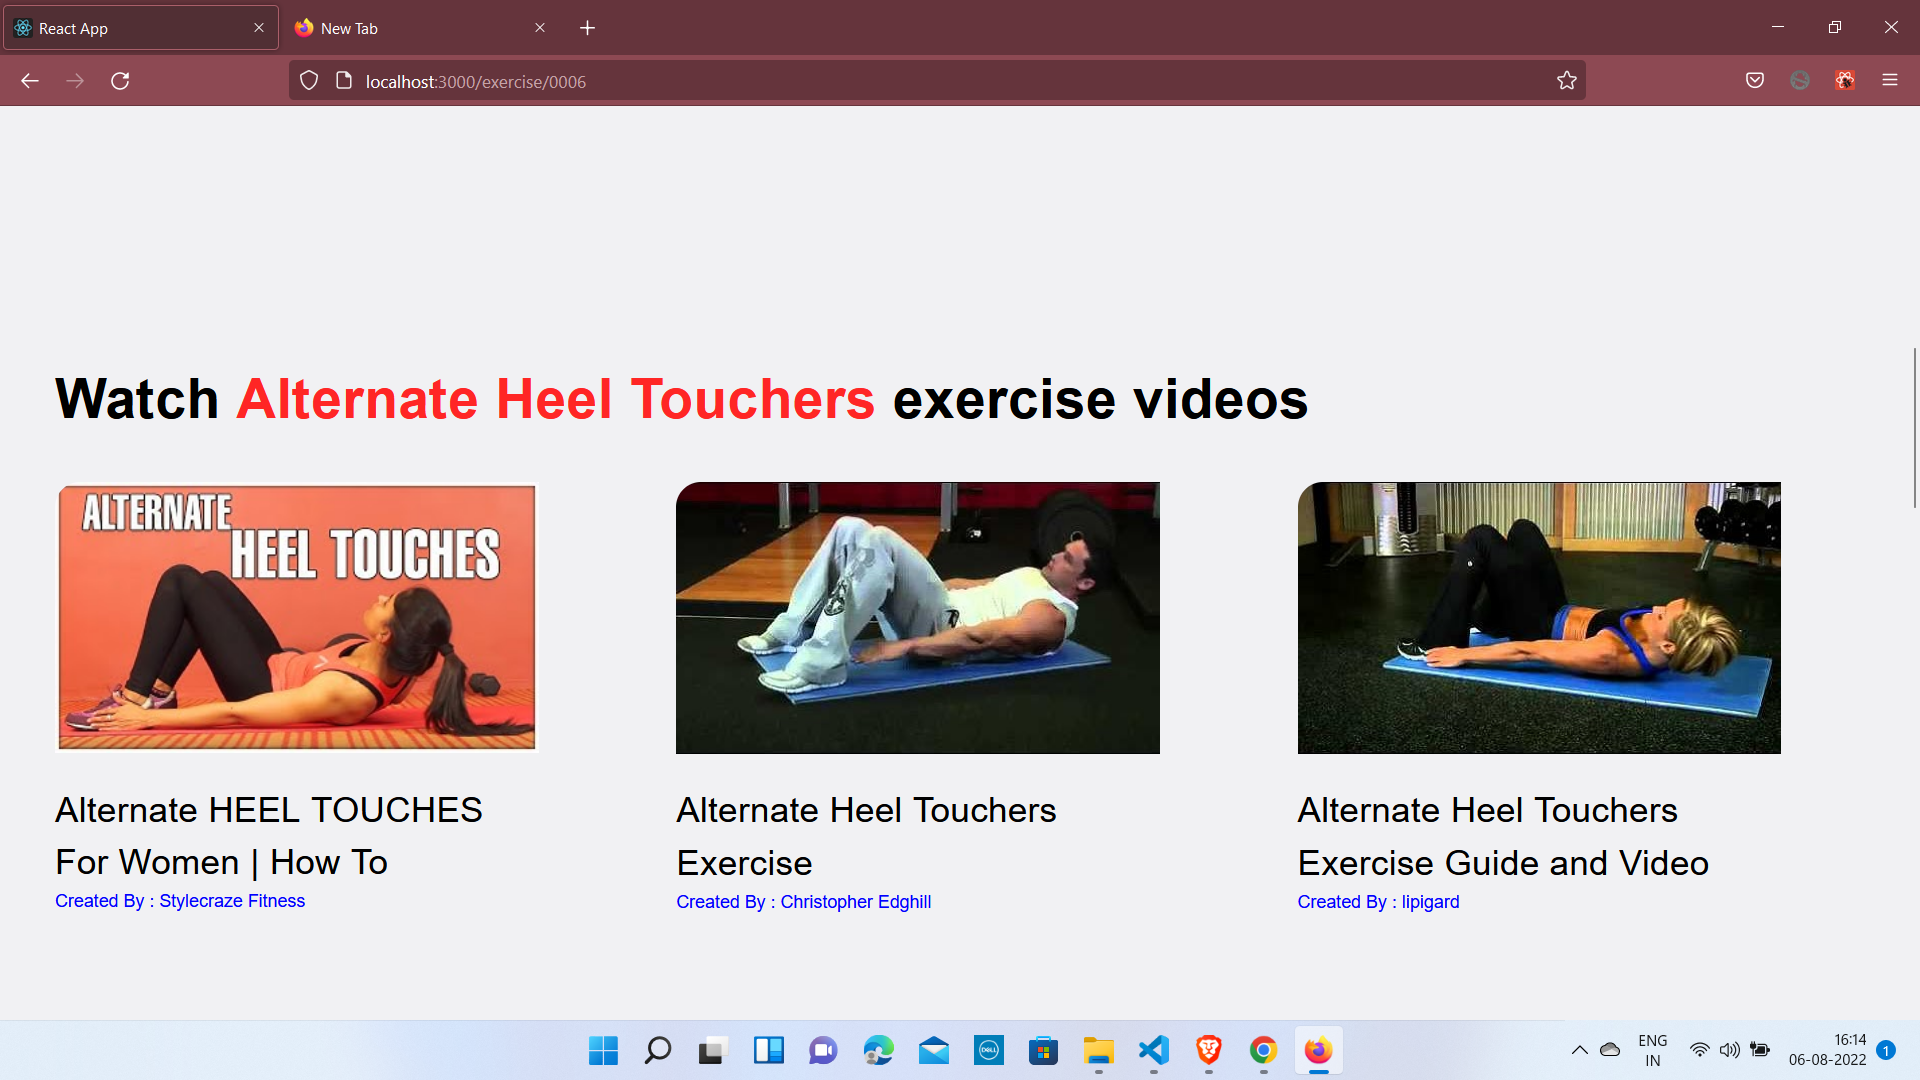 React App
New Tab
localhost:3000/exercise/0006
Watch Alternate Heel Touchers exercise videos
ALTERNATE
HEEL TOUCHES
Alternate HEEL TOUCHES
For Women | How To
Created By : Stylecraze Fitness
Alternate Heel Touchers
Exercise
Created By : Christopher Edghill
Alternate Heel Touchers
Exercise Guide and Video
Created By : lipigard
DELL
ENG
IN
16:14
06-08-2022
1